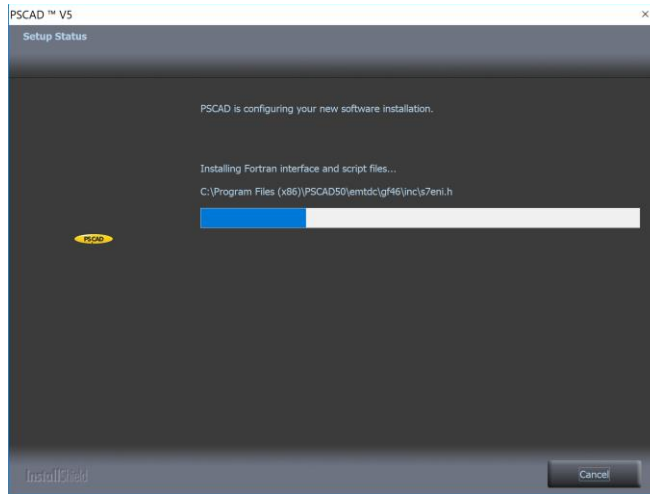 PSCAD ™ V5
×
Setup Status
PSCAD is configuring your new software installation.
Installing Fortran interface and script files...
C:\Program Files (x86)\PSCAD50\emtdc\gf46\inc\s7eni.h
PSCAD
InstallShield
Cancel